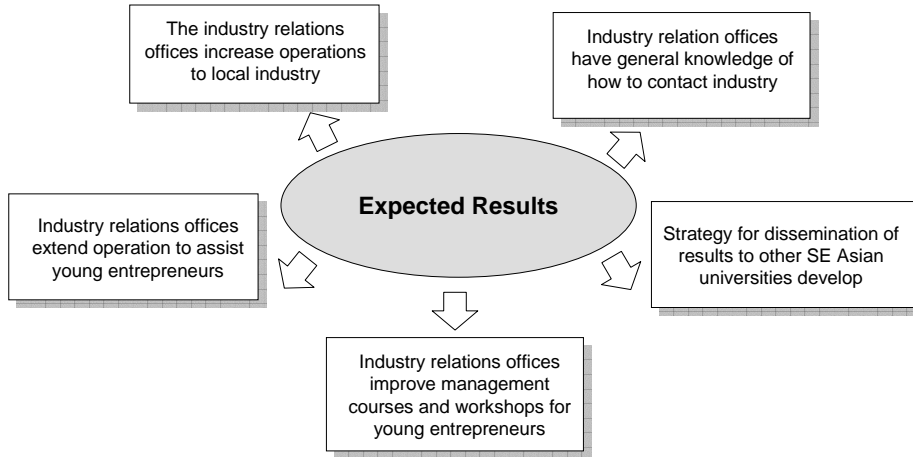 The industry relations
offices increase operations
to local industry
Industry relation offices
have general knowledge of
how to contact industry
Expected Results
Industry relations offices
extend operation to assist
young entrepreneurs
Strategy for dissemination of
results to other SE Asian
universities develop
Industry relations offices
improve management
courses and workshops for
young entrepreneurs